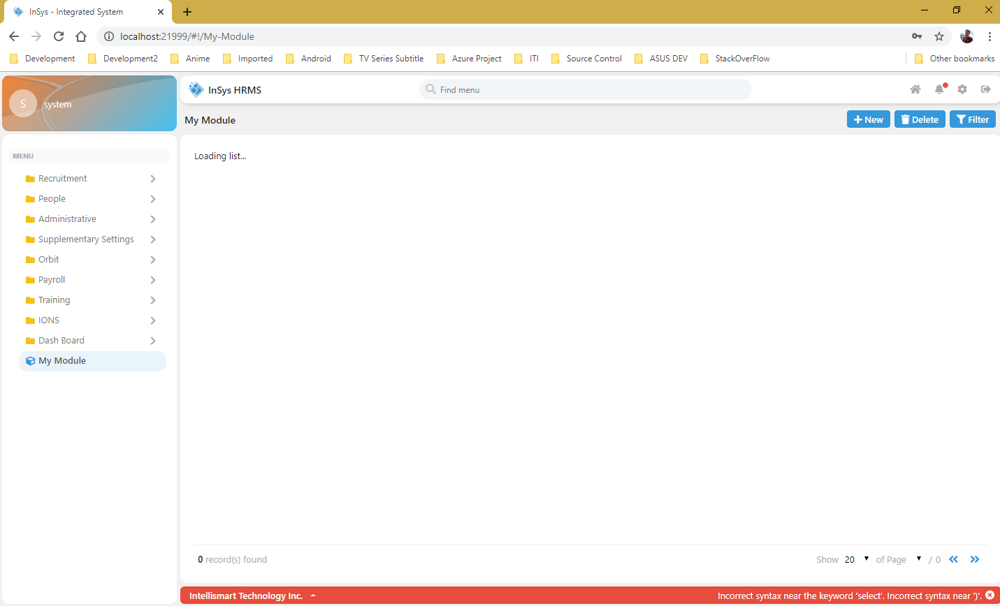 InSys - Integrated System
localhost:21999/#!/My-Module
Development Development2 Anime Imported Android TV Series Subtitle Azure Project ITI Source Control ASUS DEV StackOverFlow Other bookmarks
S system
InSys HRMS
Find menu
My Module
New Delete Filter
MENU
Recruitment
People
Administrative
Supplementary Settings
Orbit
Payroll
Training
IONS
Dash Board
My Module
Loading list...
0 record(s) found
Show 20 of Page / 0
Intellismart Technology Inc.
Incorrect syntax near the keyword 'select'. Incorrect syntax near ')'.